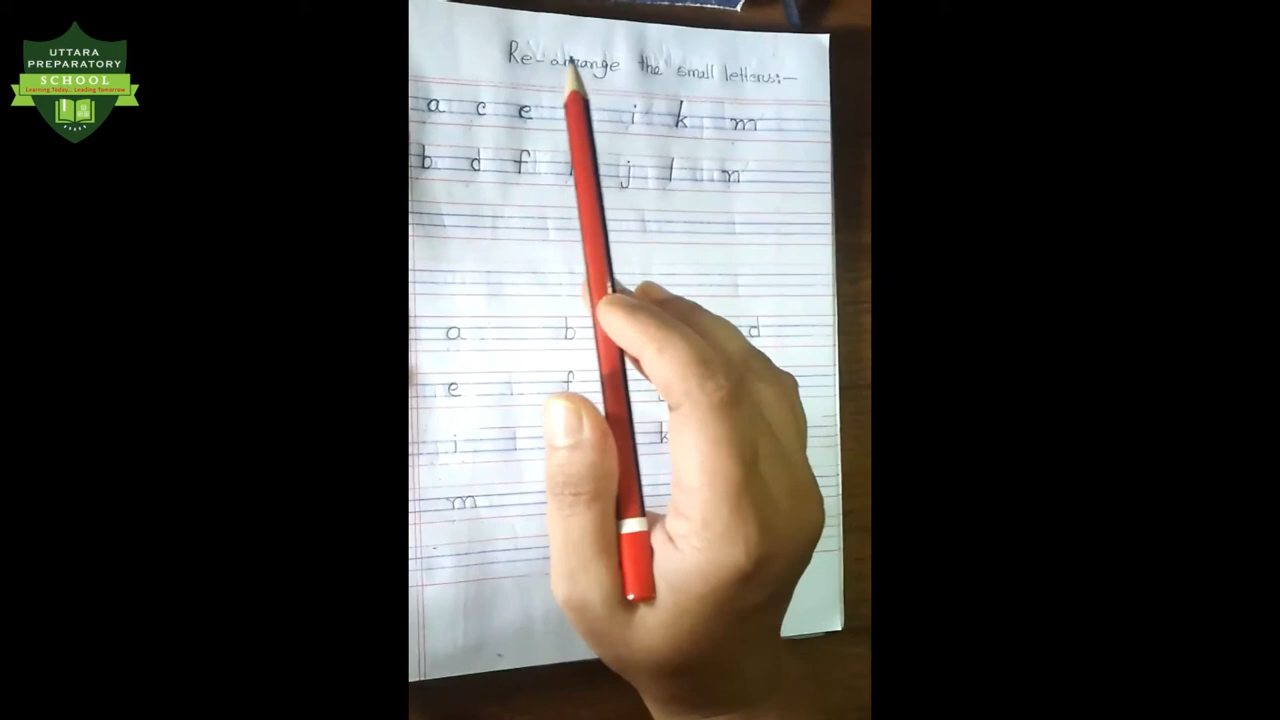 UTTARA
PREPARATORY
SCHOOL
Learning Today... Leading Tomorrow
Re-arrange the small letters:-
a c e i k m
b d f j l n
a b d
e f
i k
m